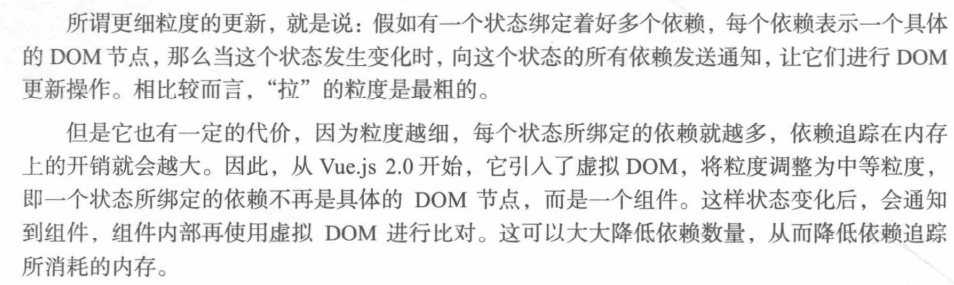 所谓更细粒度的更新，就是说：假如有一个状态绑定着好多个依赖，每个依赖表示一个具体
的 DOM 节点，那么当这个状态发生变化时，向这个状态的所有依赖发送通知，让它们进行 DOM
更新操作。相比较而言，“拉”的粒度是最粗的。
但是它也有一定的代价，因为粒度越细，每个状态所绑定的依赖就越多，依赖追踪在内存
上的开销就会越大。因此，从 Vue.js 2.0 开始，它引入了虚拟 DOM，将粒度调整为中等粒度，
即一个状态所绑定的依赖不再是具体的 DOM 节点，而是一个组件。这样状态变化后，会通知
到组件，组件内部再使用虚拟 DOM 进行比对。这可以大大降低依赖数量，从而降低依赖追踪
所消耗的内存。